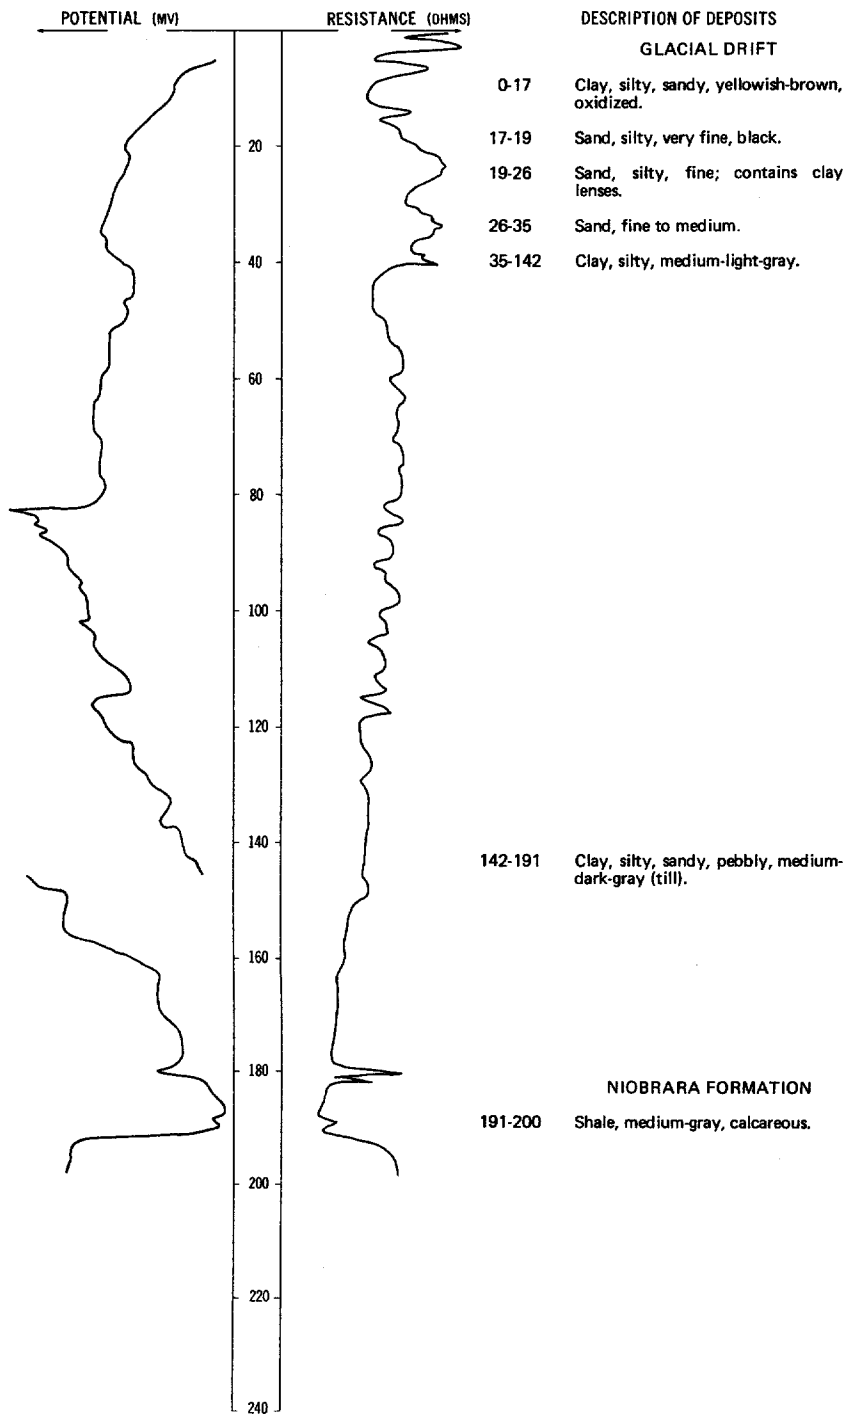 POTENTIAL (MV)
RESISTANCE (OHMS)
DESCRIPTION OF DEPOSITS
GLACIAL DRIFT
0-17 Clay, silty, sandy, yellowish-brown,
oxidized.
17-19 Sand, silty, very fine, black.
19-26 Sand, silty, fine; contains clay
lenses.
26-35 Sand, fine to medium.
35-142 Clay, silty, medium-light-gray.
142-191 Clay, silty, sandy, pebbly, medium-
dark-gray (till).
NIOBRARA FORMATION
191-200 Shale, medium-gray, calcareous.
20
40
60
80
100
120
140
160
180
200
220
240